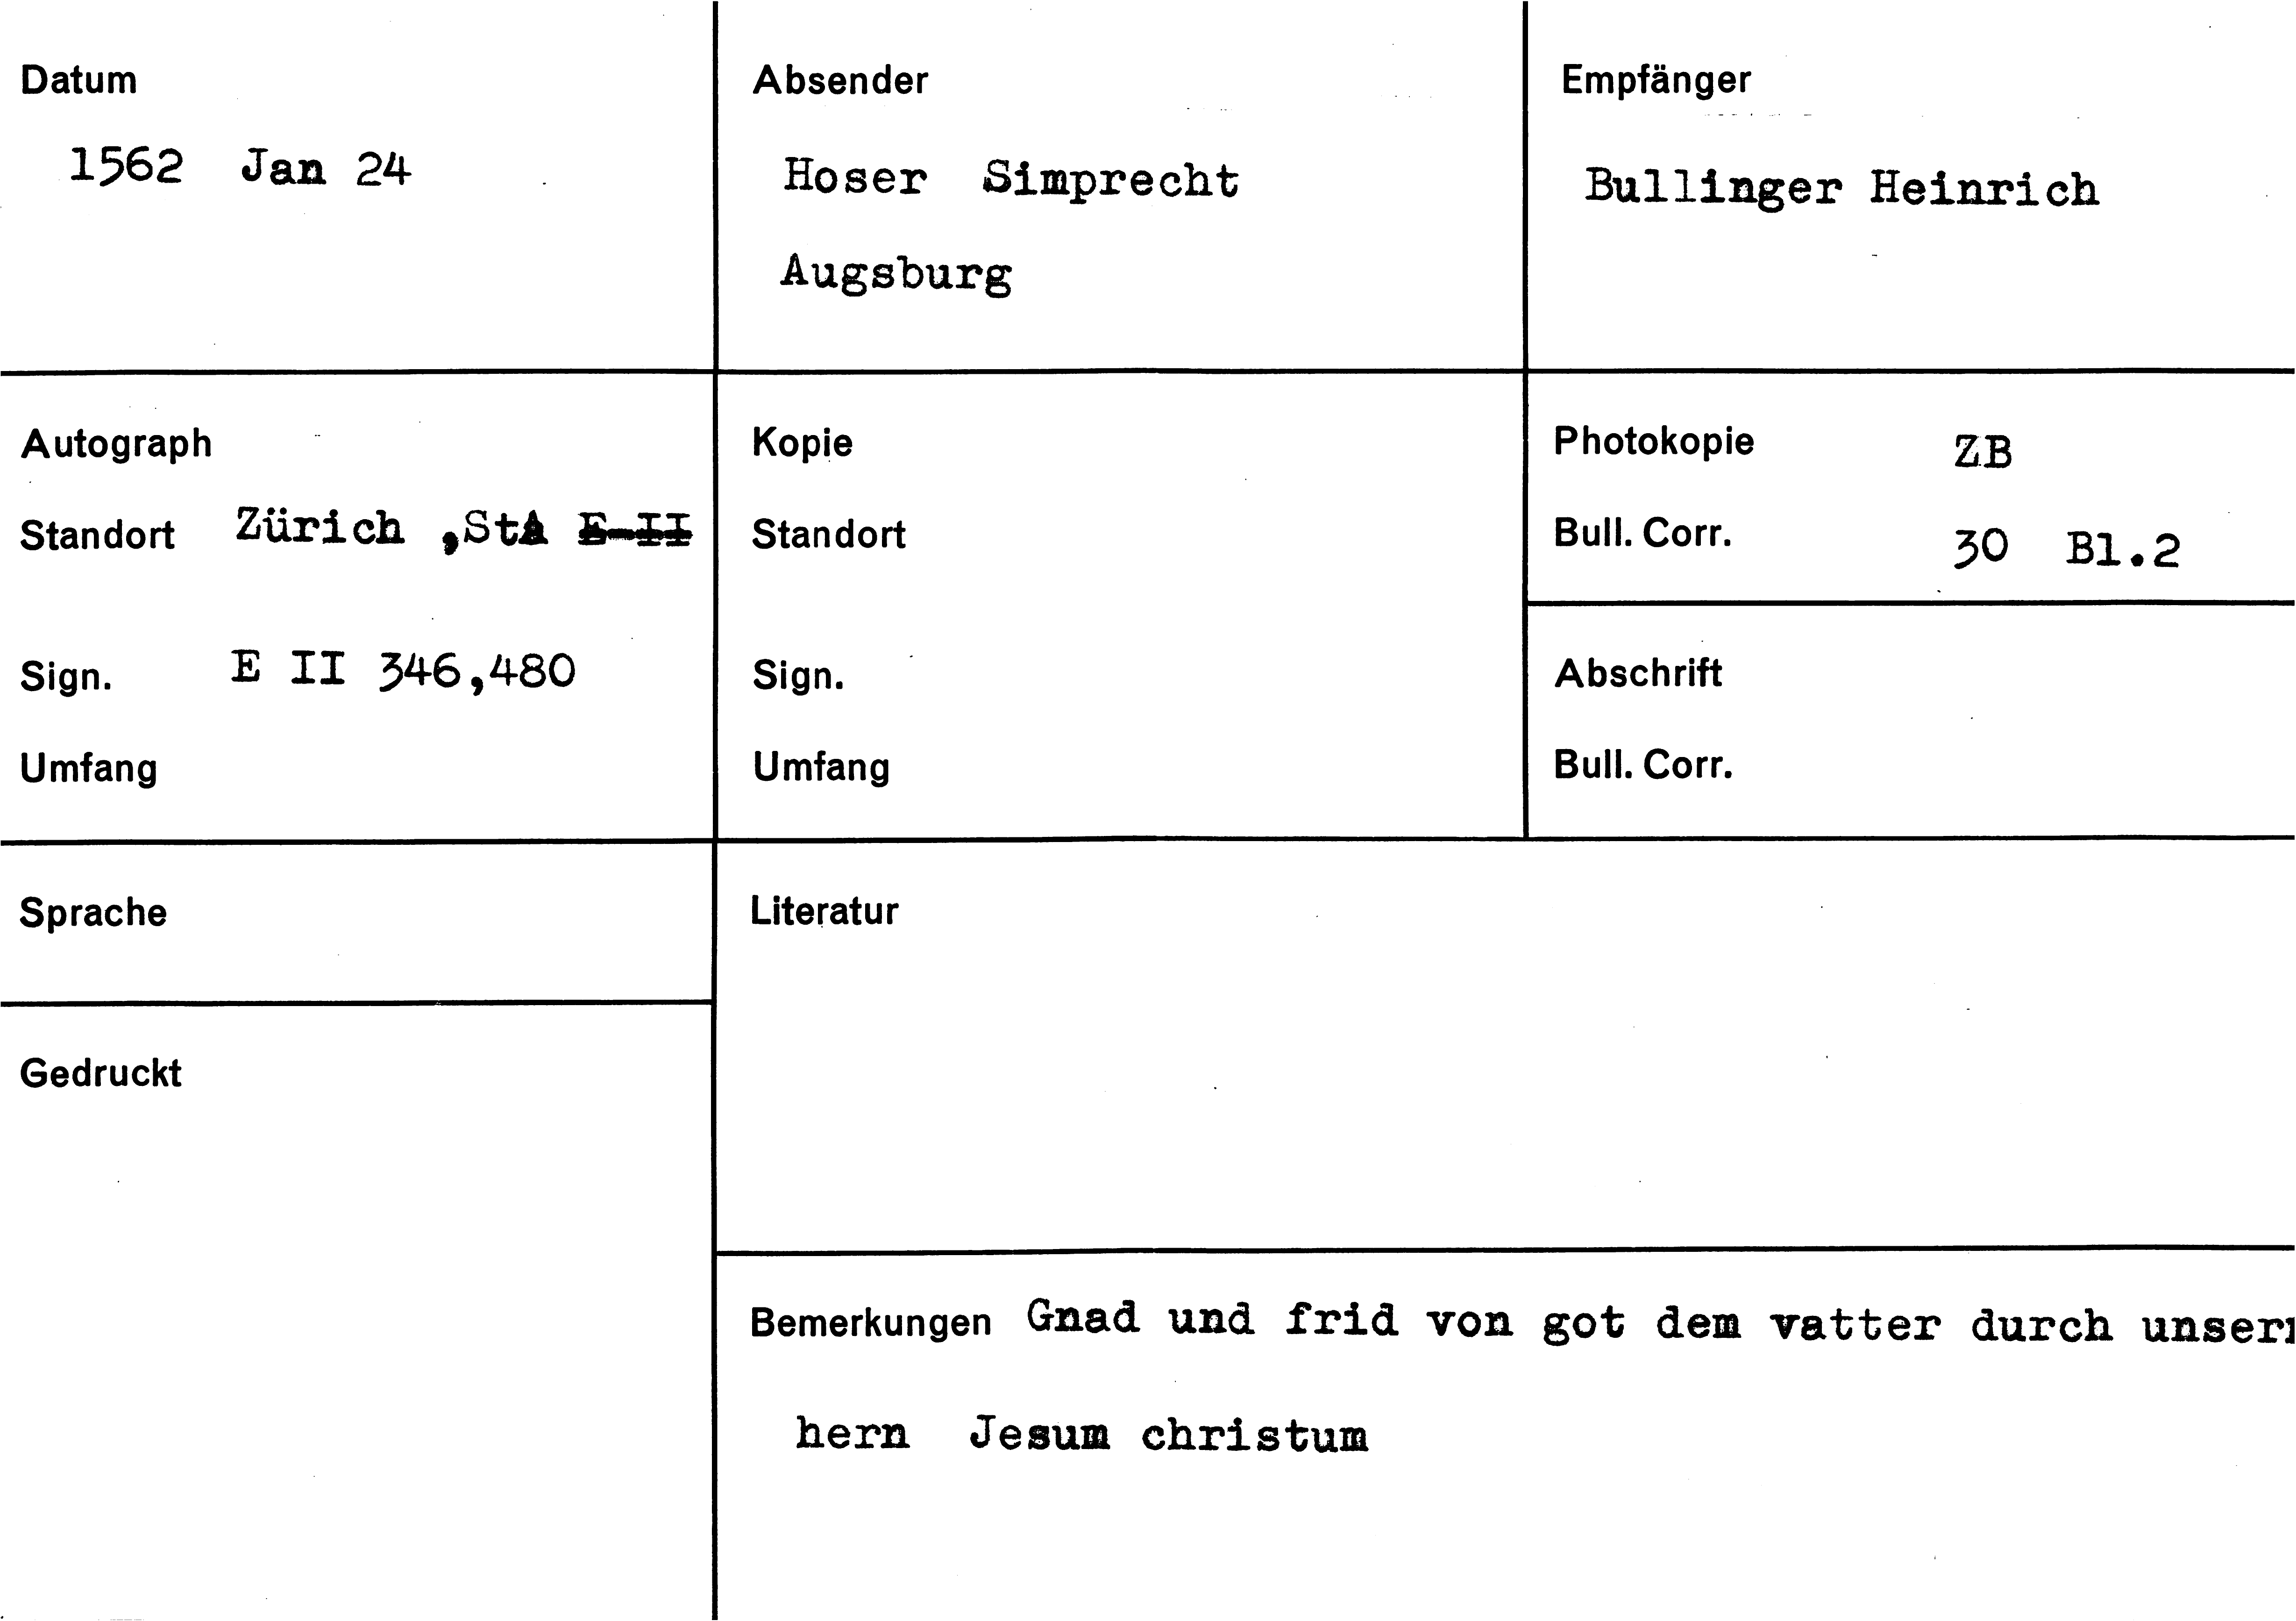 Datum
1562 Jan 24
Absender
Hoser Simprecht
Augsburg
Empfänger
Bullinger Heinrich
Autograph
Standort Zürich ,StA E II
Sign. E II 346,480
Umfang
Kopie
Standort
Sign.
Umfang
Photokopie ZB
Bull. Corr. 30 Bl.2
Abschrift
Bull. Corr.
Sprache
Gedruckt
Literatur
Bemerkungen Gnad und frid von got dem vatter durch unsern
hern Jesum christum